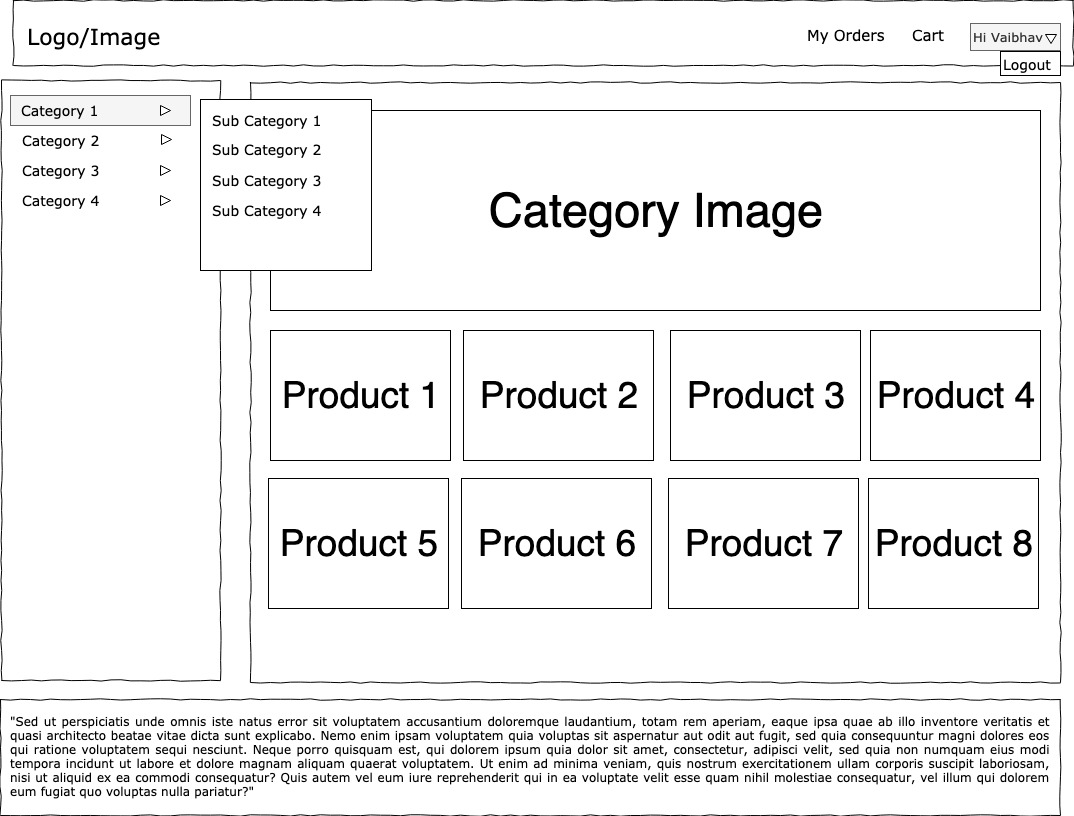 Logo/Image
My Orders
Cart
Hi Vaibhav
Logout
Category 1
Category 2
Category 3
Category 4
Sub Category 1
Sub Category 2
Sub Category 3
Sub Category 4
Category Image
Product 1
Product 2
Product 3
Product 4
Product 5
Product 6
Product 7
Product 8
"Sed ut perspiciatis unde omnis iste natus error sit voluptatem accusantium doloremque laudantium, totam rem aperiam, eaque ipsa quae ab illo inventore veritatis et
quasi architecto beatae vitae dicta sunt explicabo. Nemo enim ipsam voluptatem quia voluptas sit aspernatur aut odit aut fugit, sed quia consequuntur magni dolores eos
qui ratione voluptatem sequi nesciunt. Neque porro quisquam est, qui dolorem ipsum quia dolor sit amet, consectetur, adipisci velit, sed quia non numquam eius modi
tempora incidunt ut labore et dolore magnam aliquam quaerat voluptatem. Ut enim ad minima veniam, quis nostrum exercitationem ullam corporis suscipit laboriosam,
nisi ut aliquid ex ea commodi consequatur? Quis autem vel eum iure reprehenderit qui in ea voluptate velit esse quam nihil molestiae consequatur, vel illum qui dolorem
eum fugiat quo voluptas nulla pariatur?"